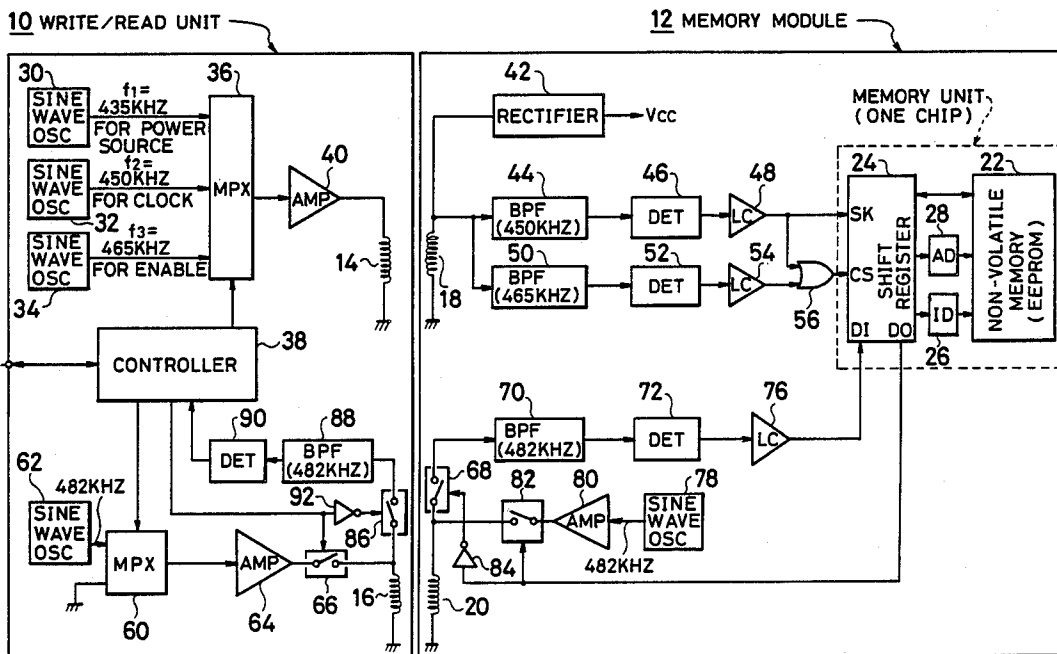 10 WRITE/READ UNIT
12 MEMORY MODULE
30
SINE
WAVE
OSC
f1=
435KHZ
FOR POWER
SOURCE
36
MPX
32
SINE
WAVE
OSC
f2=
450KHZ
FOR CLOCK
34
SINE
WAVE
OSC
f3=
465KHZ
FOR ENABLE
40
AMP
14
38
CONTROLLER
90
DET
88
BPF
(482KHZ)
62
482KHZ
SINE
WAVE
OSC
92
86
MPX
60
AMP
64
66
16
42
RECTIFIER
Vcc
MEMORY UNIT
(ONE CHIP)
44
BPF
(450KHZ)
46
DET
48
LC
50
BPF
(465KHZ)
52
DET
54
LC
18
56
24
SK
CS
DI
DO
SHIFT
REGISTER
28
AD
ID
26
22
NON-VOLATILE
MEMORY
(EEPROM)
70
BPF
(482KHZ)
72
DET
76
LC
68
82
80
AMP
78
SINE
WAVE
OSC
482KHZ
84
20